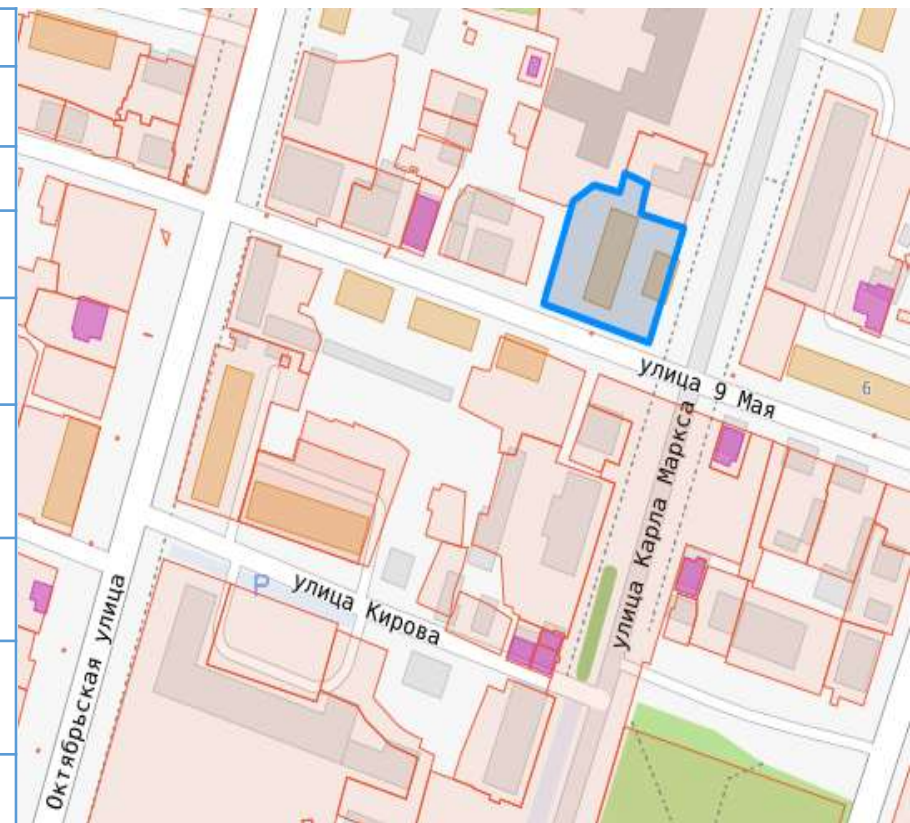 улица 9 Мая
6
улица Карла Маркса
P
улица Кирова
Октябрьская улица